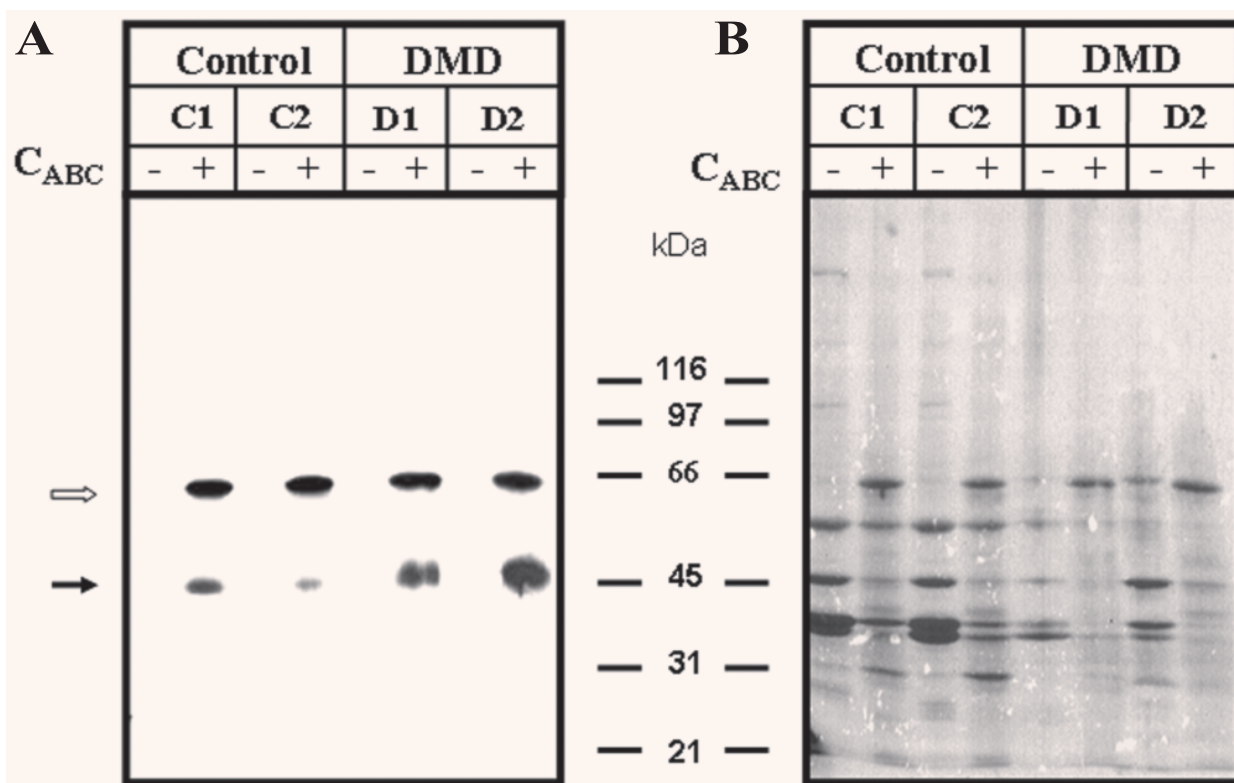 A
Control DMD
C1 C2 D1 D2
CABC - + - + - + - +
kDa
116
97
66
45
31
21
B
Control DMD
C1 C2 D1 D2
CABC - + - + - + - +